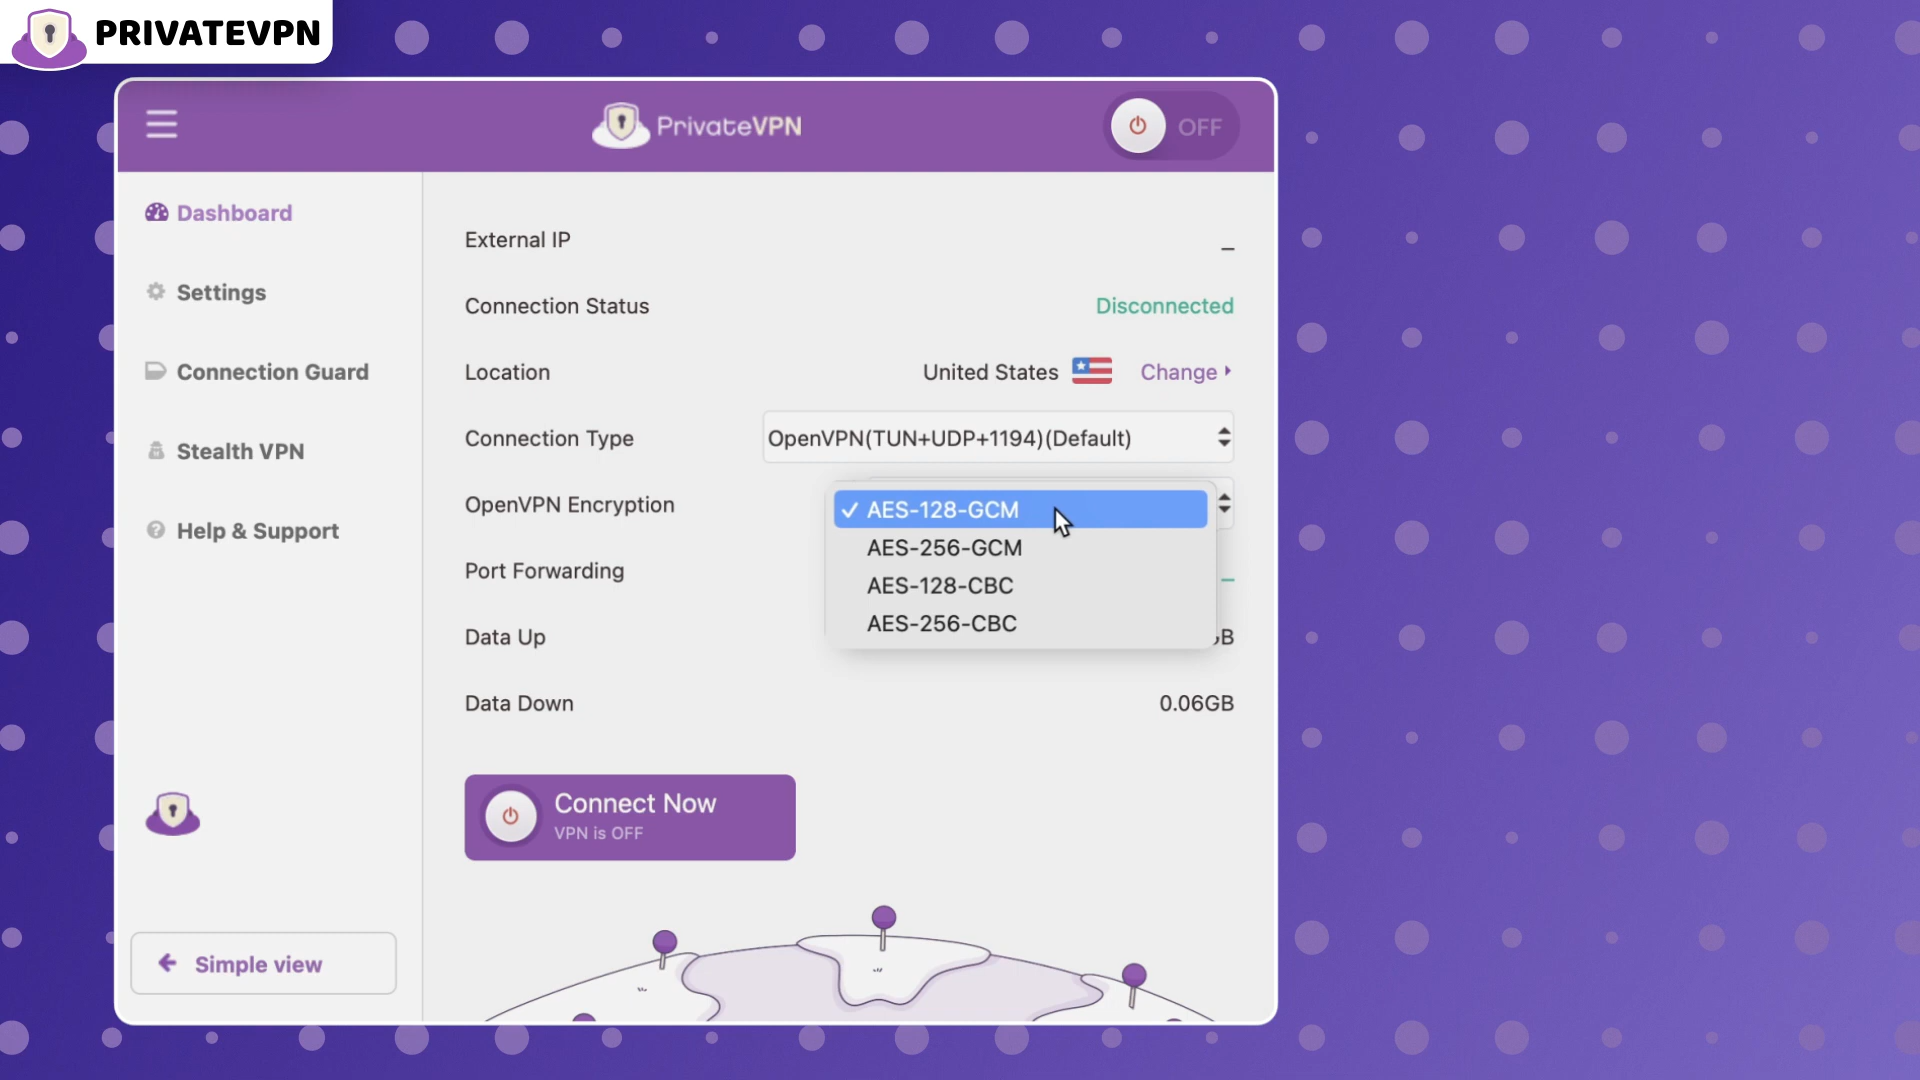 PRIVATEVPN
PrivateVPN
OFF
Dashboard
Settings
Connection Guard
Stealth VPN
Help & Support
Simple view
External IP
_
Connection Status
Disconnected
Location
United States
Change
Connection Type
OpenVPN(TUN+UDP+1194)(Default)
OpenVPN Encryption
✓ AES-128-GCM
AES-256-GCM
AES-128-CBC
AES-256-CBC
Port Forwarding
Data Up
Data Down
0.06GB
Connect Now
VPN is OFF